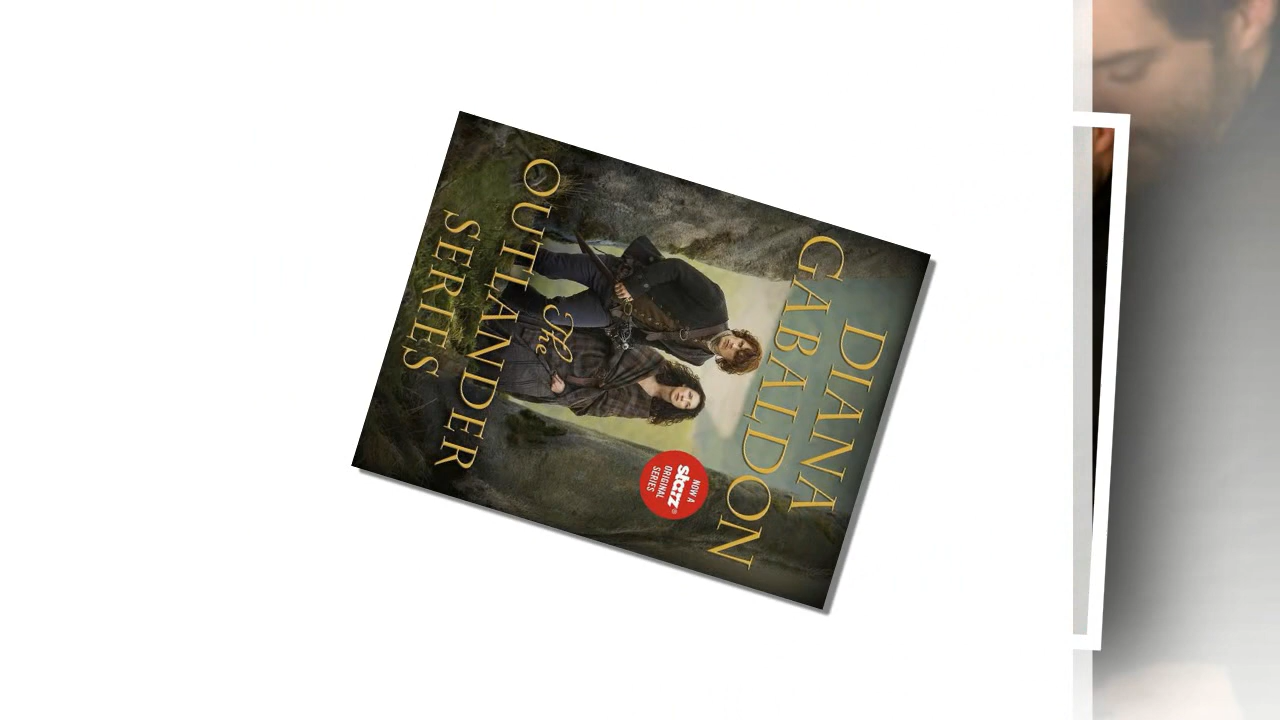 DIANA
GABALDON
NOW A
starz®
ORIGINAL
SERIES
The
OUTLANDER
SERIES